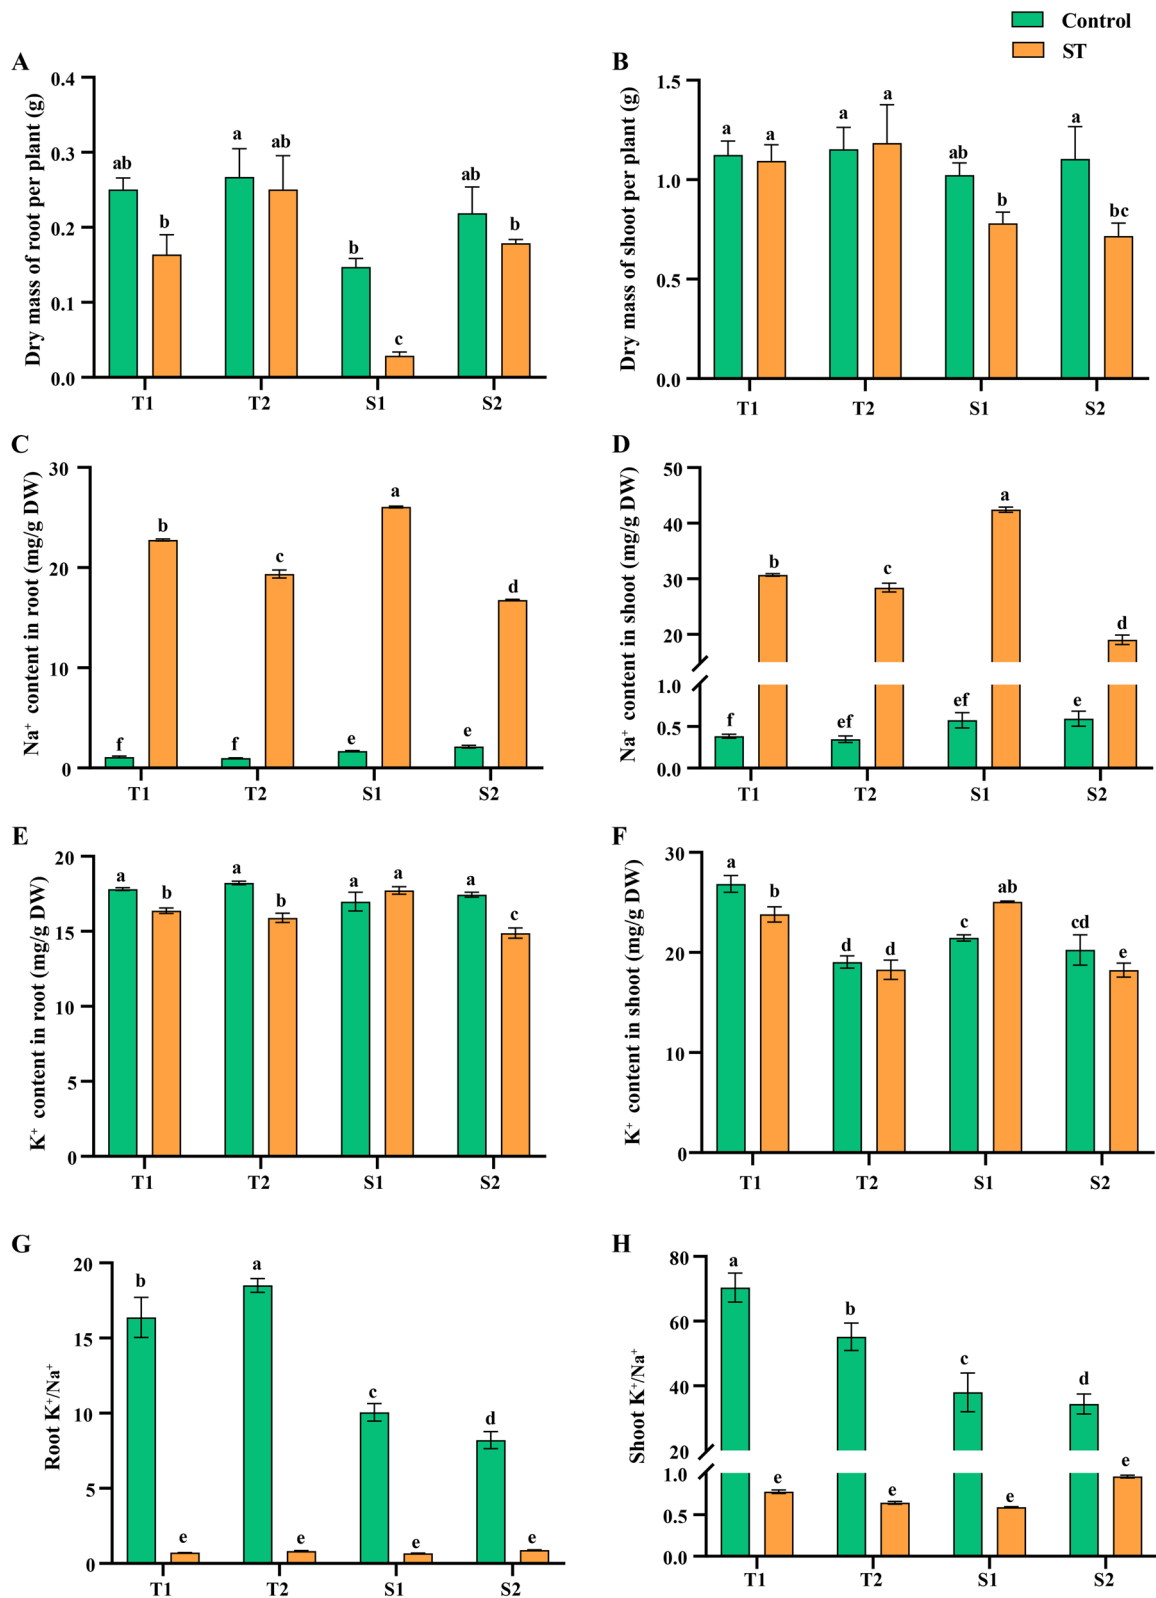 Control
ST
A
Dry mass of root per plant (g)
0.4
0.3
0.2
0.1
0.0
ab
b
a
ab
b
c
ab
b
T1 T2 S1 S2
B
Dry mass of shoot per plant (g)
1.5
1.0
0.5
0.0
a
a
a
a
ab
b
a
bc
T1 T2 S1 S2
C
Na⁺ content in root (mg/g DW)
30
20
10
0
f
b
f
c
e
a
e
d
T1 T2 S1 S2
D
Na⁺ content in shoot (mg/g DW)
50
40
30
20
1.0
0.5
0.0
f
b
ef
c
ef
a
e
d
T1 T2 S1 S2
E
K⁺ content in root (mg/g DW)
20
15
10
5
0
a
b
a
b
a
a
a
c
T1 T2 S1 S2
F
K⁺ content in shoot (mg/g DW)
30
20
10
0
a
b
d
d
c
ab
cd
e
T1 T2 S1 S2
G
Root K⁺/Na⁺
20
15
10
5
0
b
e
a
e
c
e
d
e
T1 T2 S1 S2
H
Shoot K⁺/Na⁺
80
60
40
20
1.0
0.5
0.0
a
e
b
e
c
e
d
e
T1 T2 S1 S2